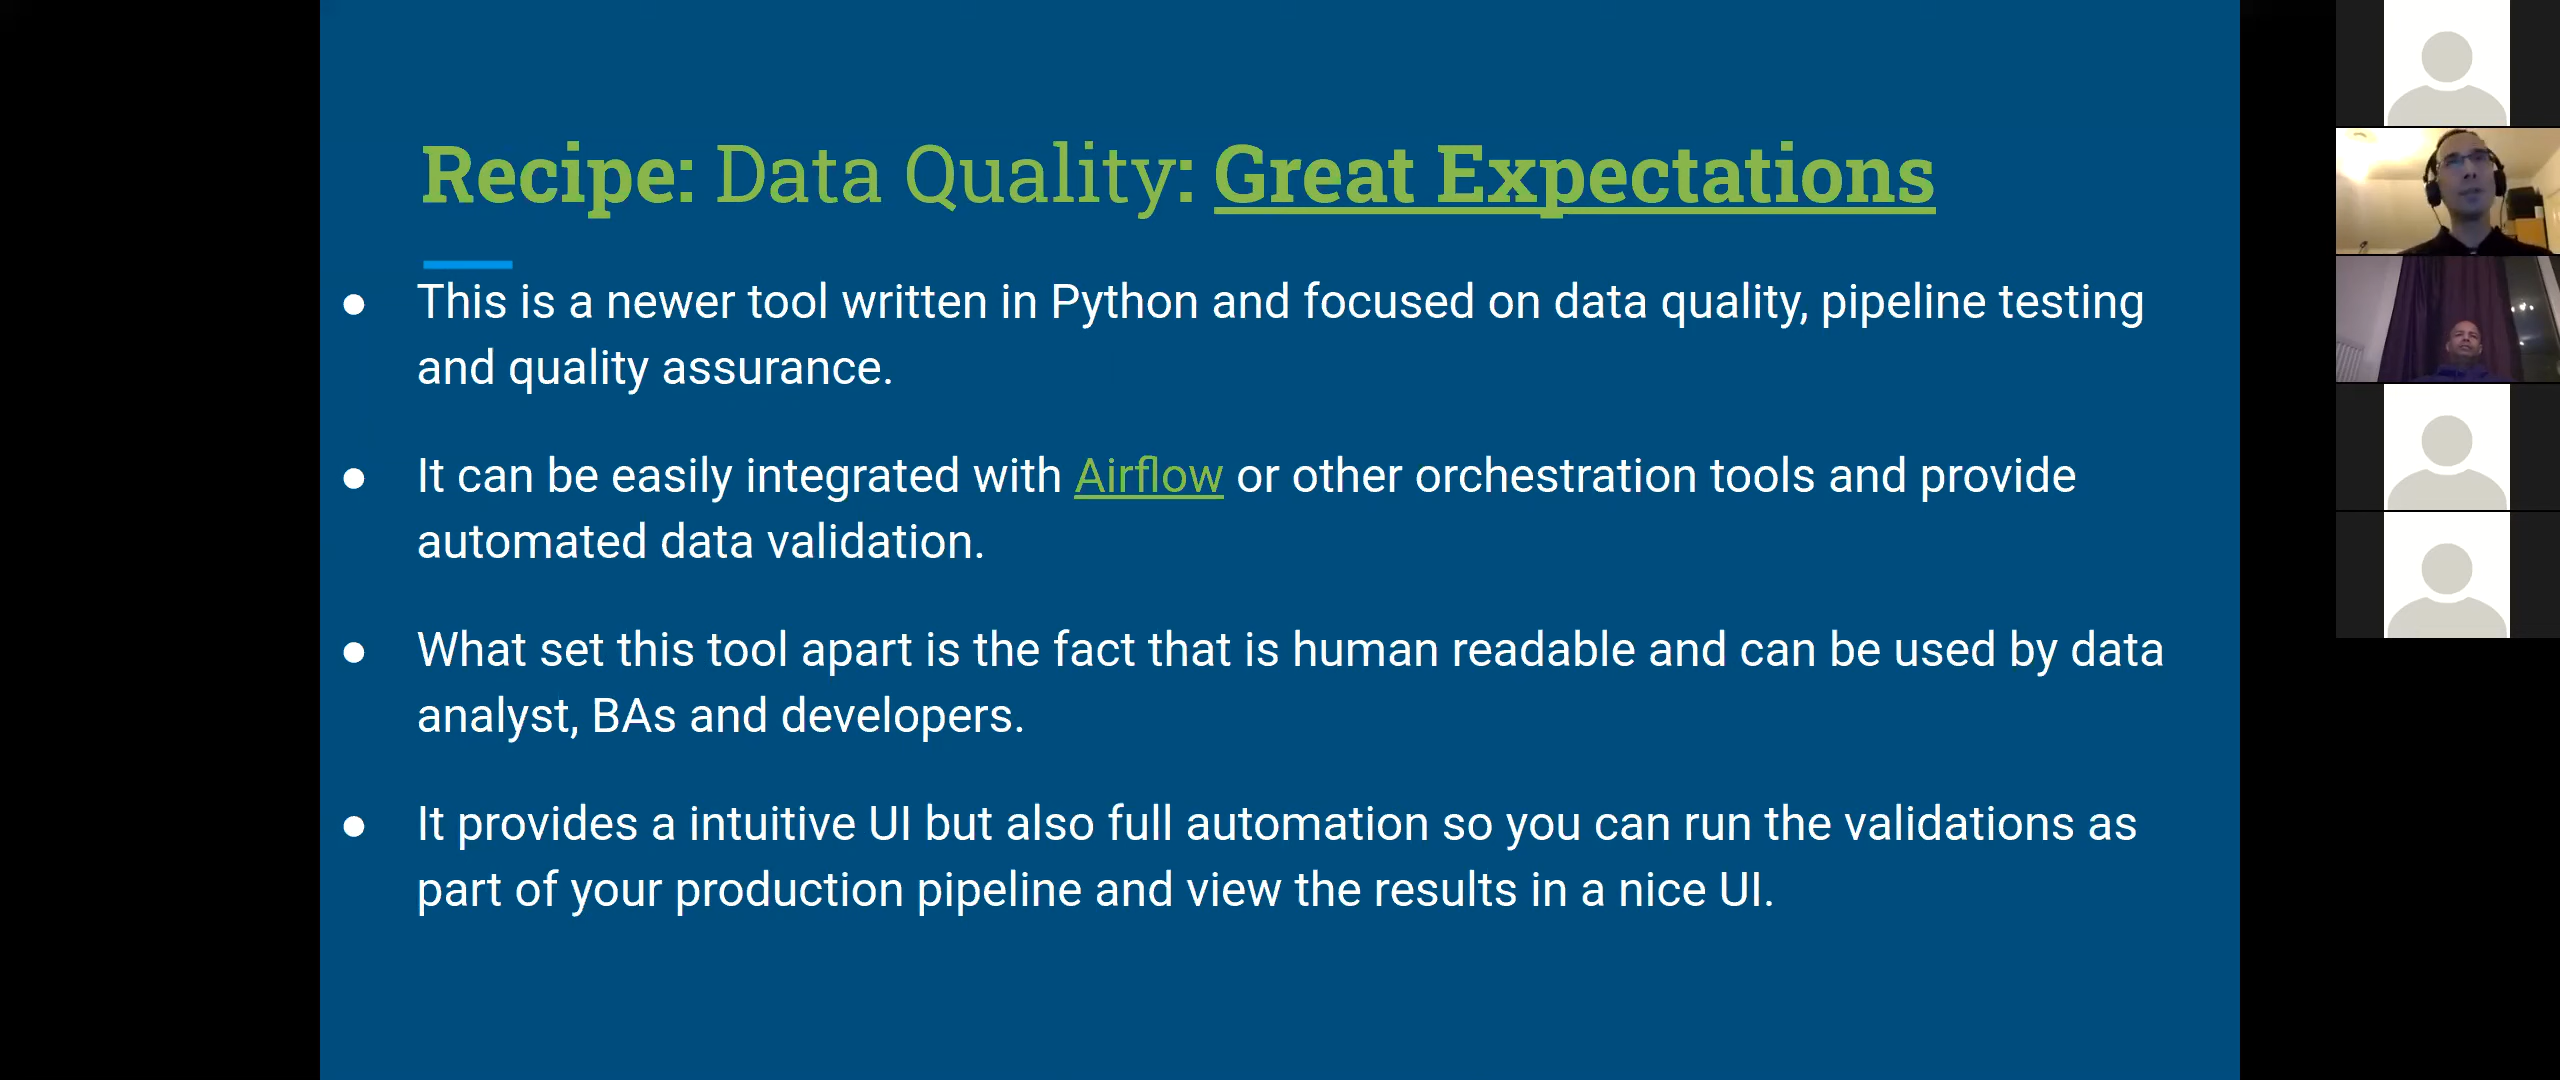 Recipe: Data Quality: Great Expectations
● This is a newer tool written in Python and focused on data quality, pipeline testing
and quality assurance.
● It can be easily integrated with Airflow or other orchestration tools and provide
automated data validation.
● What set this tool apart is the fact that is human readable and can be used by data
analyst, BAs and developers.
● It provides a intuitive UI but also full automation so you can run the validations as
part of your production pipeline and view the results in a nice UI.